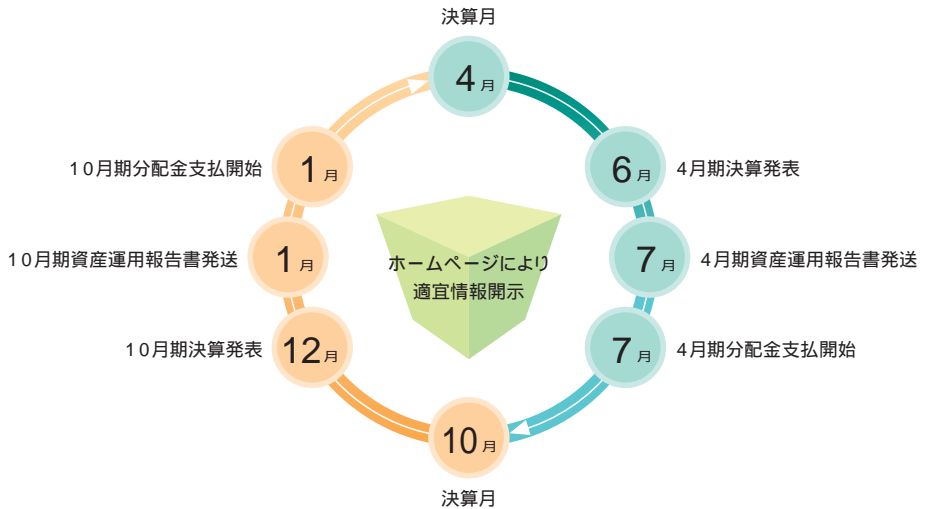 決算月
4月
10月期分配金支払開始
1月
6月
4月期決算発表
10月期資産運用報告書発送
1月
ホームページにより
適宜情報開示
7月
4月期資産運用報告書発送
10月期決算発表
12月
7月
4月期分配金支払開始
10月
決算月